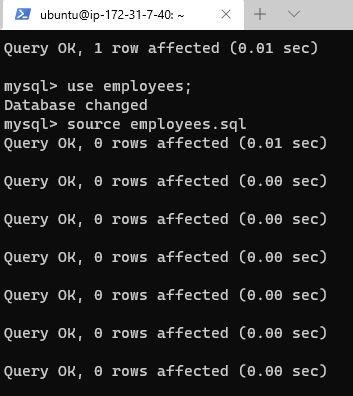 ubuntu@ip-172-31-7-40: ~
Query OK, 1 row affected (0.01 sec)
mysql> use employees;
Database changed
mysql> source employees.sql
Query OK, 0 rows affected (0.01 sec)
Query OK, 0 rows affected (0.00 sec)
Query OK, 0 rows affected (0.00 sec)
Query OK, 0 rows affected (0.00 sec)
Query OK, 0 rows affected (0.00 sec)
Query OK, 0 rows affected (0.00 sec)
Query OK, 0 rows affected (0.00 sec)